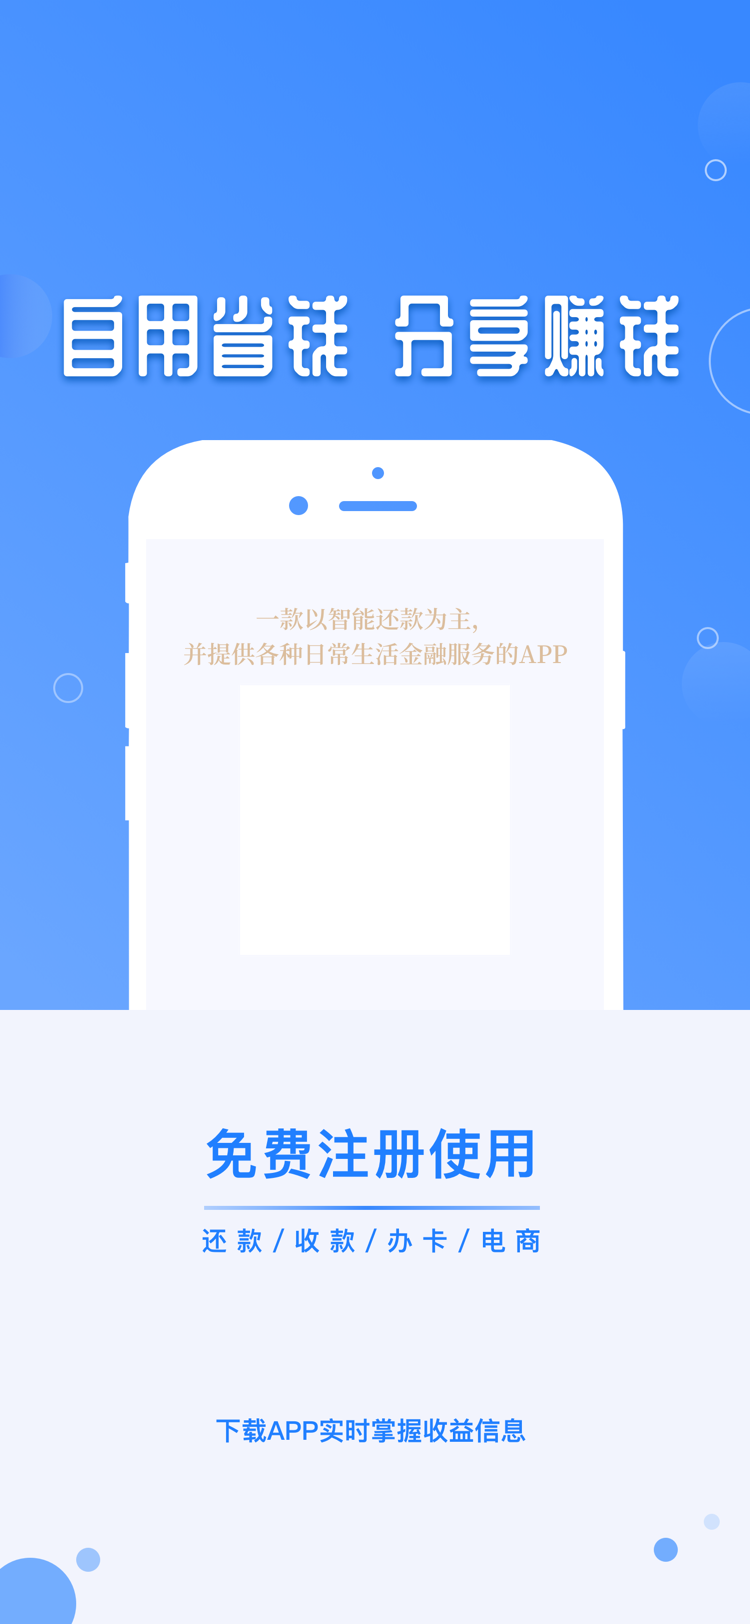 自用省钱 分享赚钱
一款以智能还款为主,
并提供各种日常生活金融服务的APP
免费注册使用
还款/收款/办卡/电商
下载APP实时掌握收益信息